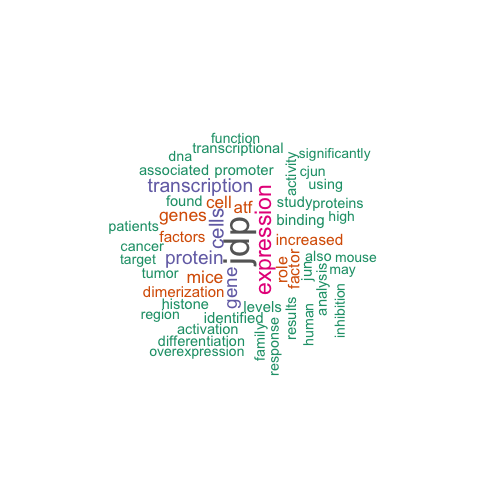 function
transcriptional
dna
significantly
associated
promoter
activity
cjun
transcription
using
found
cell
atf
expression
study
proteins
genes
cells
jdp
binding
high
patients
factors
increased
cancer
protein
also
mouse
target
role
factor
jun
may
tumor
mice
gene
analysis
dimerization
histone
levels
region
identified
results
human
inhibition
activation
family
response
differentiation
overexpression